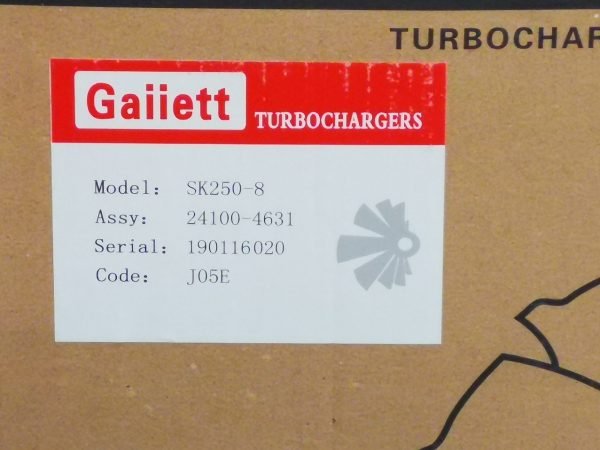 TURBOCHAR
Gaiiett TURBOCHARGERS
Model: SK250-8
Assy: 24100-4631
Serial: 190116020
Code: J05E